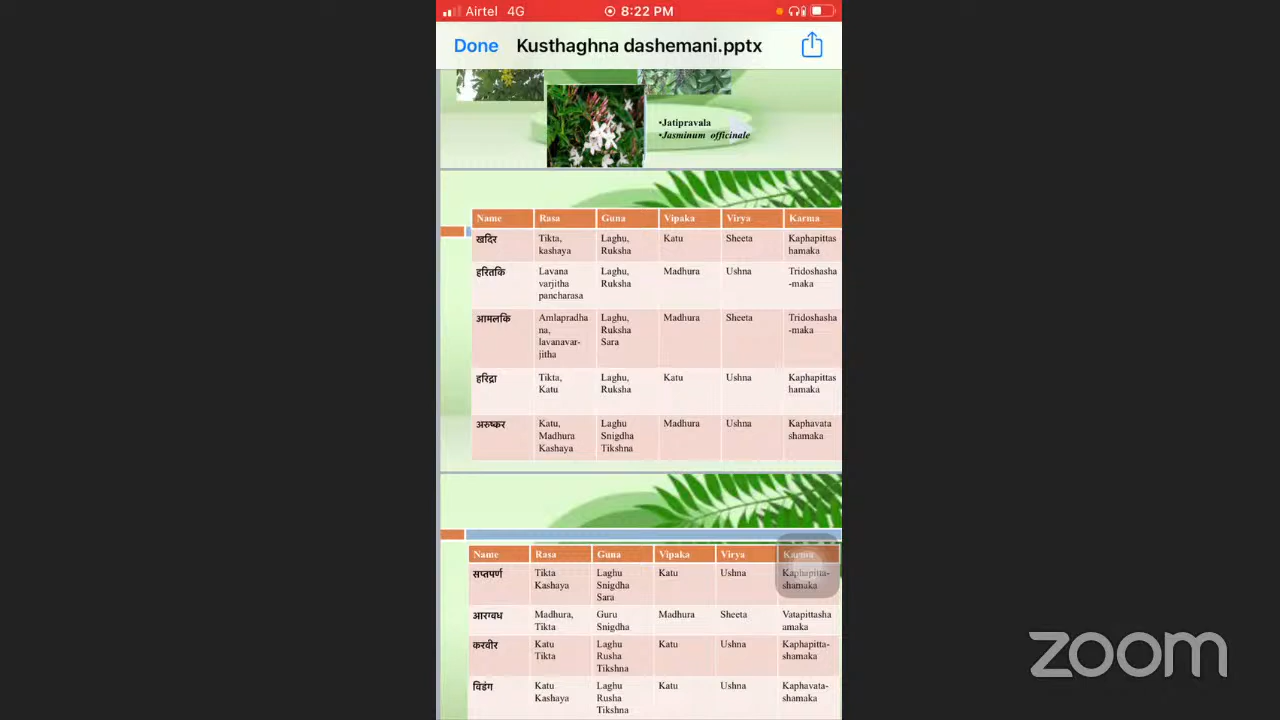 Airtel 4G 8:22 PM
Done Kusthaghna dashemani.pptx
•Jatipravala
•Jasminum officinale
Name Rasa Guna Vipaka Virya Karma
खदिर Tikta, Laghu, Katu Sheeta Kaphapittas
kashaya Ruksha hamaka
हरितकि Lavana Laghu, Madhura Ushna Tridoshasha
varjitha Ruksha -maka
pancharasa
आमलकि Amlapradha Laghu, Madhura Sheeta Tridoshasha
na, Ruksha -maka
lavanavar- Sara
jitha
हरिद्रा Tikta, Laghu, Katu Ushna Kaphapittas
Katu Ruksha hamaka
अरुष्कर Katu, Laghu Madhura Ushna Kaphavata
Madhura Snigdha shamaka
Kashaya Tikshna
Name Rasa Guna Vipaka Virya Karma
सप्तपर्ण Tikta Laghu Katu Ushna Kaphapitta-
Kashaya Snigdha shamaka
Sara
आरग्वध Madhura, Guru Madhura Sheeta Vatapittasha
Tikta Snigdha amaka
करवीर Katu Laghu Katu Ushna Kaphapitta-
Tikta Rusha shamaka
Tikshna
विडंग Katu Laghu Katu Ushna Kaphavata-
Kashaya Rusha shamaka
Tikshna
zoom